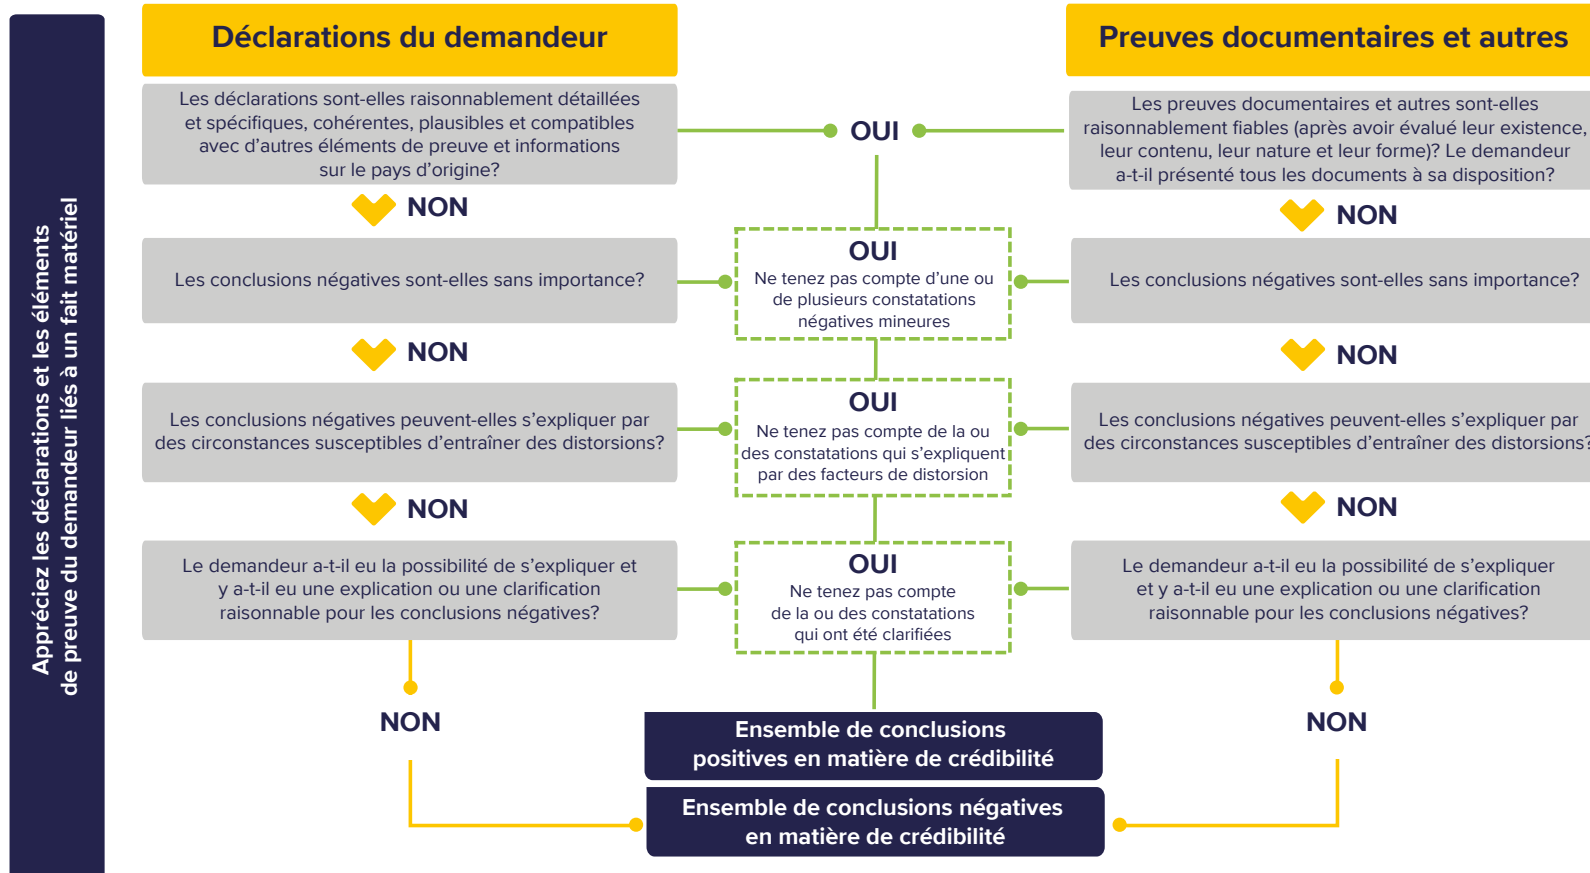 Appréciez les déclarations et les éléments
de preuve du demandeur liés à un fait matériel
Déclarations du demandeur
Les déclarations sont-elles raisonnablement détaillées
et spécifiques, cohérentes, plausibles et compatibles
avec d'autres éléments de preuve et informations
sur le pays d'origine?
NON
Les conclusions négatives sont-elles sans importance?
NON
Les conclusions négatives peuvent-elles s'expliquer par
des circonstances susceptibles d'entraîner des distorsions?
NON
Le demandeur a-t-il eu la possibilité de s'expliquer et
y a-t-il eu une explication ou une clarification
raisonnable pour les conclusions négatives?
NON
OUI
OUI
Ne tenez pas compte d'une ou
de plusieurs constatations
négatives mineures
OUI
Ne tenez pas compte de la ou
des constatations qui s'expliquent
par des facteurs de distorsion
OUI
Ne tenez pas compte
de la ou des constatations
qui ont été clarifiées
Ensemble de conclusions
positives en matière de crédibilité
Ensemble de conclusions négatives
en matière de crédibilité
Preuves documentaires et autres
Les preuves documentaires et autres sont-elles
raisonnablement fiables (après avoir évalué leur existence,
leur contenu, leur nature et leur forme)? Le demandeur
a-t-il présenté tous les documents à sa disposition?
NON
Les conclusions négatives sont-elles sans importance?
NON
Les conclusions négatives peuvent-elles s'expliquer par
des circonstances susceptibles d'entraîner des distorsions?
NON
Le demandeur a-t-il eu la possibilité de s'expliquer
et y a-t-il eu une explication ou une clarification
raisonnable pour les conclusions négatives?
NON